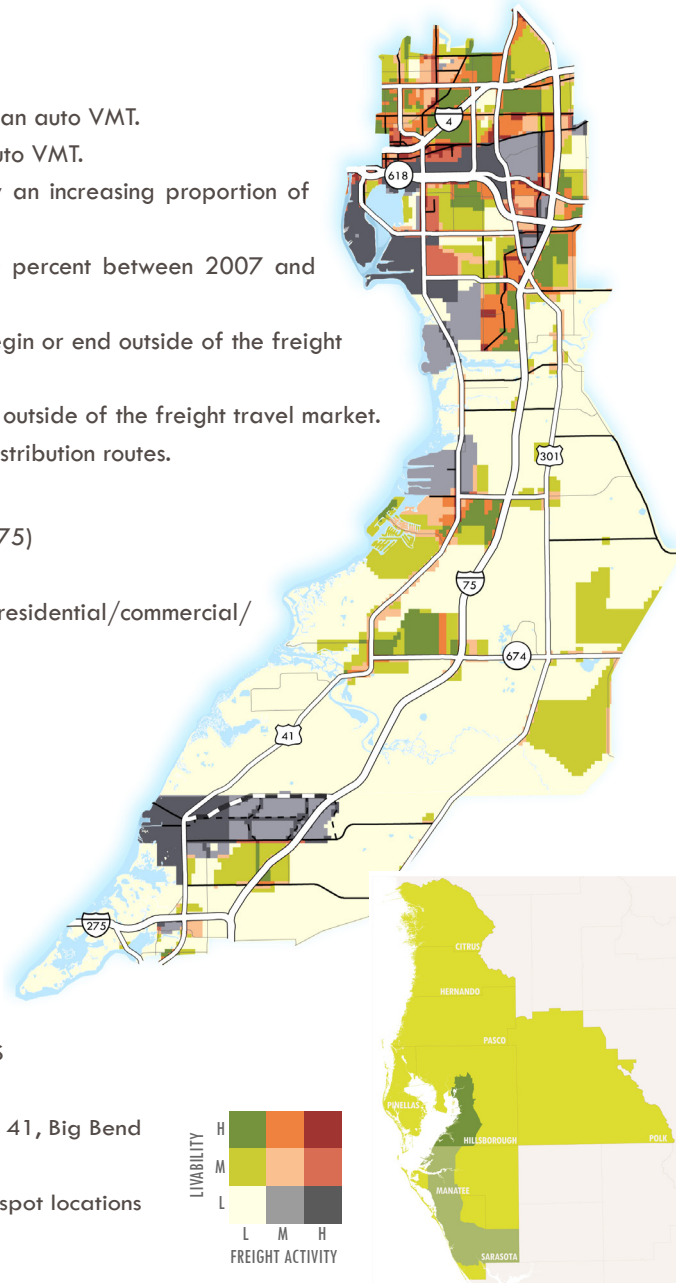 an auto VMT.
uto VMT.
y an increasing proportion of
percent between 2007 and
egin or end outside of the freight
outside of the freight travel market.
istribution routes.
75)
residential/commercial/
4
618
301
75
674
41
275
s
41, Big Bend
spot locations
LIVABILITY
H
M
L
L M H
FREIGHT ACTIVITY
CITRUS
HERNANDO
PASCO
PINELLAS
HILLSBOROUGH
POLK
MANATEE
SARASOTA